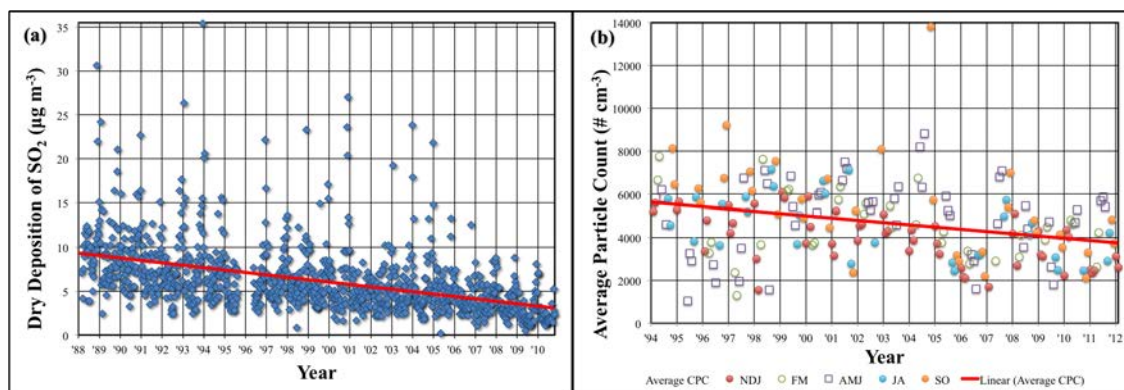 (a)
Dry Deposition of SO₂ (µg m⁻³)
35
30
25
20
15
10
5
0
'88 '89 '90 '91 '92 '93 '94 '95 '96 '97 '98 '99 '00 '01 '02 '03 '04 '05 '06 '07 '08 '09 '10
Year
(b)
Average Particle Count (# cm⁻³)
14000
12000
10000
8000
6000
4000
2000
0
'94 '95 '96 '97 '98 '99 '00 '01 '02 '03 '04 '05 '06 '07 '08 '09 '10 '11 '12
Year
Average CPC NDJ FM AMJ JA SO Linear (Average CPC)